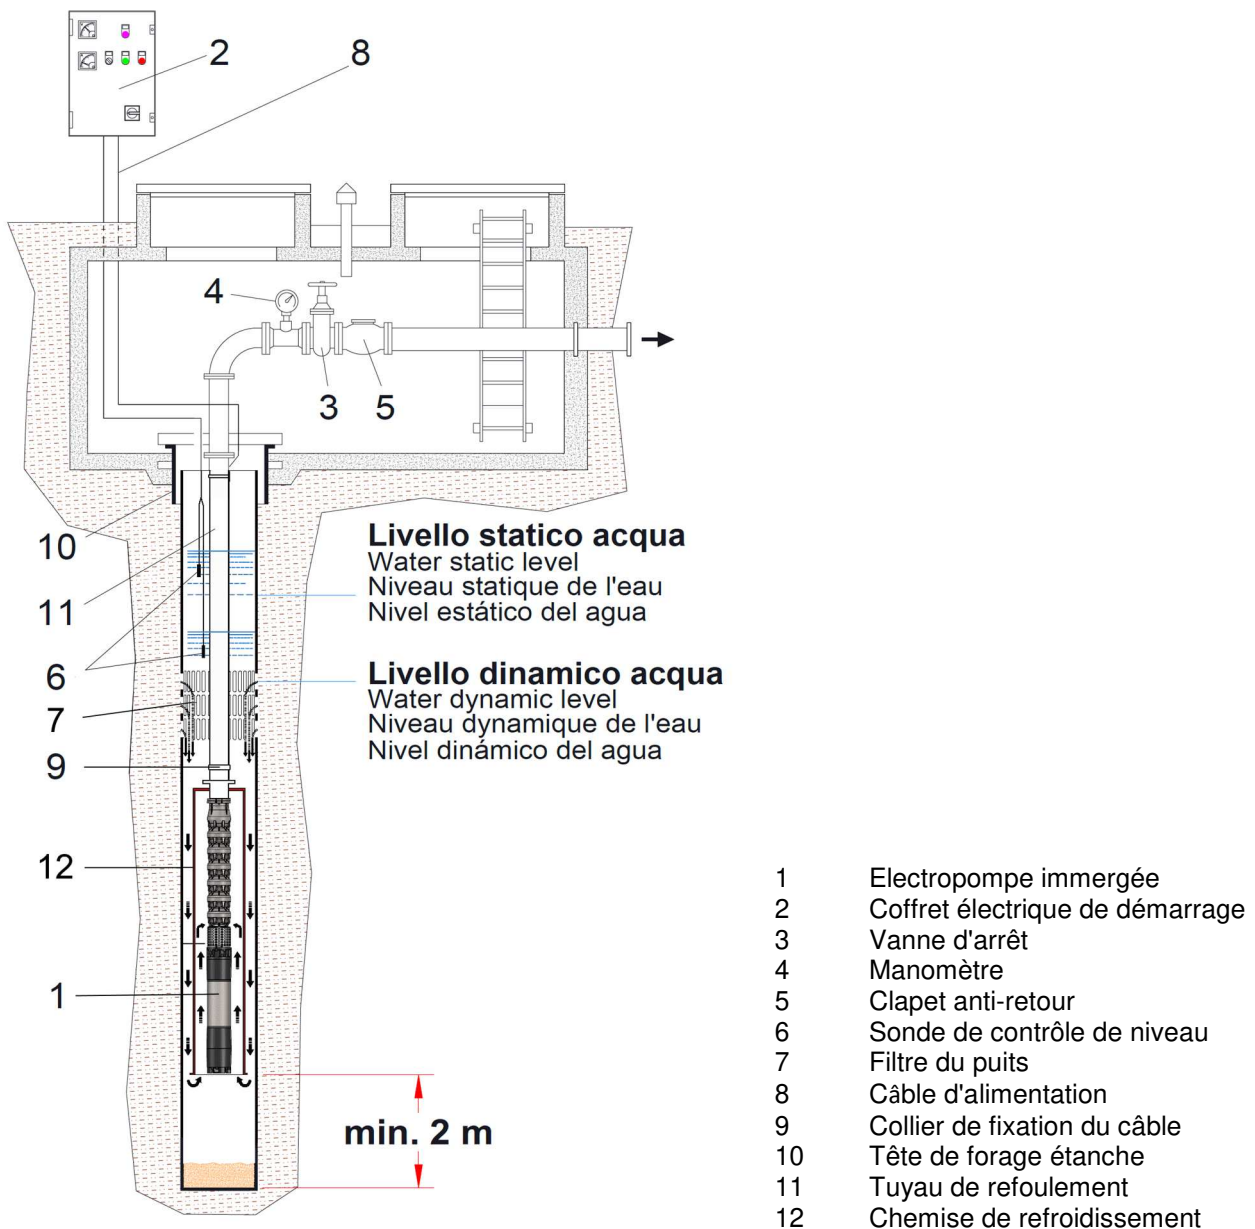 2
8
4
3
5
10
Livello statico acqua
Water static level
Niveau statique de l'eau
Nivel estático del agua
11
6
Livello dinamico acqua
Water dynamic level
Niveau dynamique de l'eau
Nivel dinámico del agua
7
9
12
1
min. 2 m
1 Electropompe immergée
2 Coffret électrique de démarrage
3 Vanne d'arrêt
4 Manomètre
5 Clapet anti-retour
6 Sonde de contrôle de niveau
7 Filtre du puits
8 Câble d'alimentation
9 Collier de fixation du câble
10 Tête de forage étanche
11 Tuyau de refoulement
12 Chemise de refroidissement